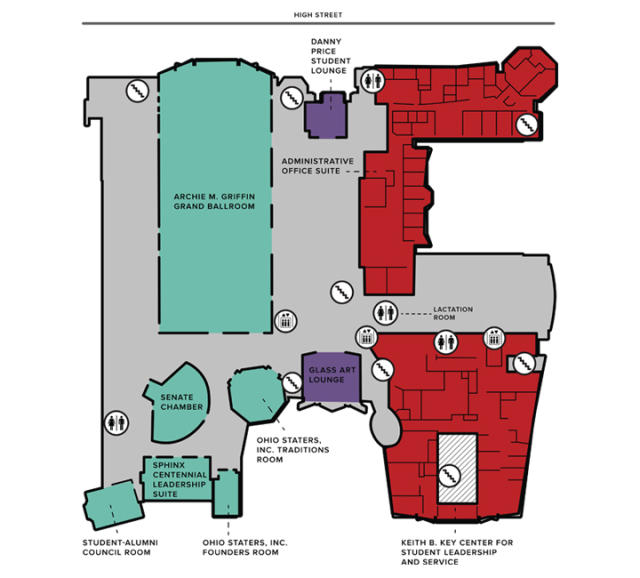 HIGH STREET
DANNY
PRICE
STUDENT
LOUNGE
ADMINISTRATIVE
OFFICE SUITE
ARCHIE M. GRIFFIN
GRAND BALLROOM
LACTATION
ROOM
GLASS ART
LOUNGE
SENATE
CHAMBER
OHIO STATERS,
INC. TRADITIONS
ROOM
SPHINX
CENTENNIAL
LEADERSHIP
SUITE
STUDENT-ALUMNI
COUNCIL ROOM
OHIO STATERS, INC.
FOUNDERS ROOM
KEITH B. KEY CENTER FOR
STUDENT LEADERSHIP
AND SERVICE